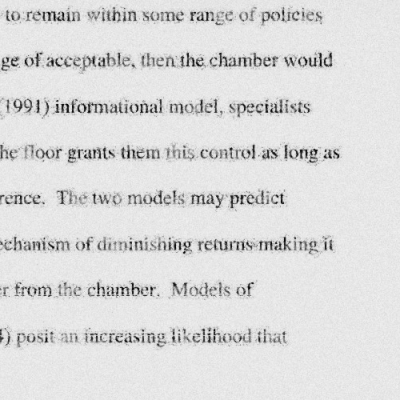 to remain within some range of policies
ge of acceptable, then the chamber would
(1991) informational model, specialists
he floor grants them this control as long as
rence. The two models may predict
echanism of diminishing returns making it
er from the chamber. Models of
4) posit an increasing likelihood that